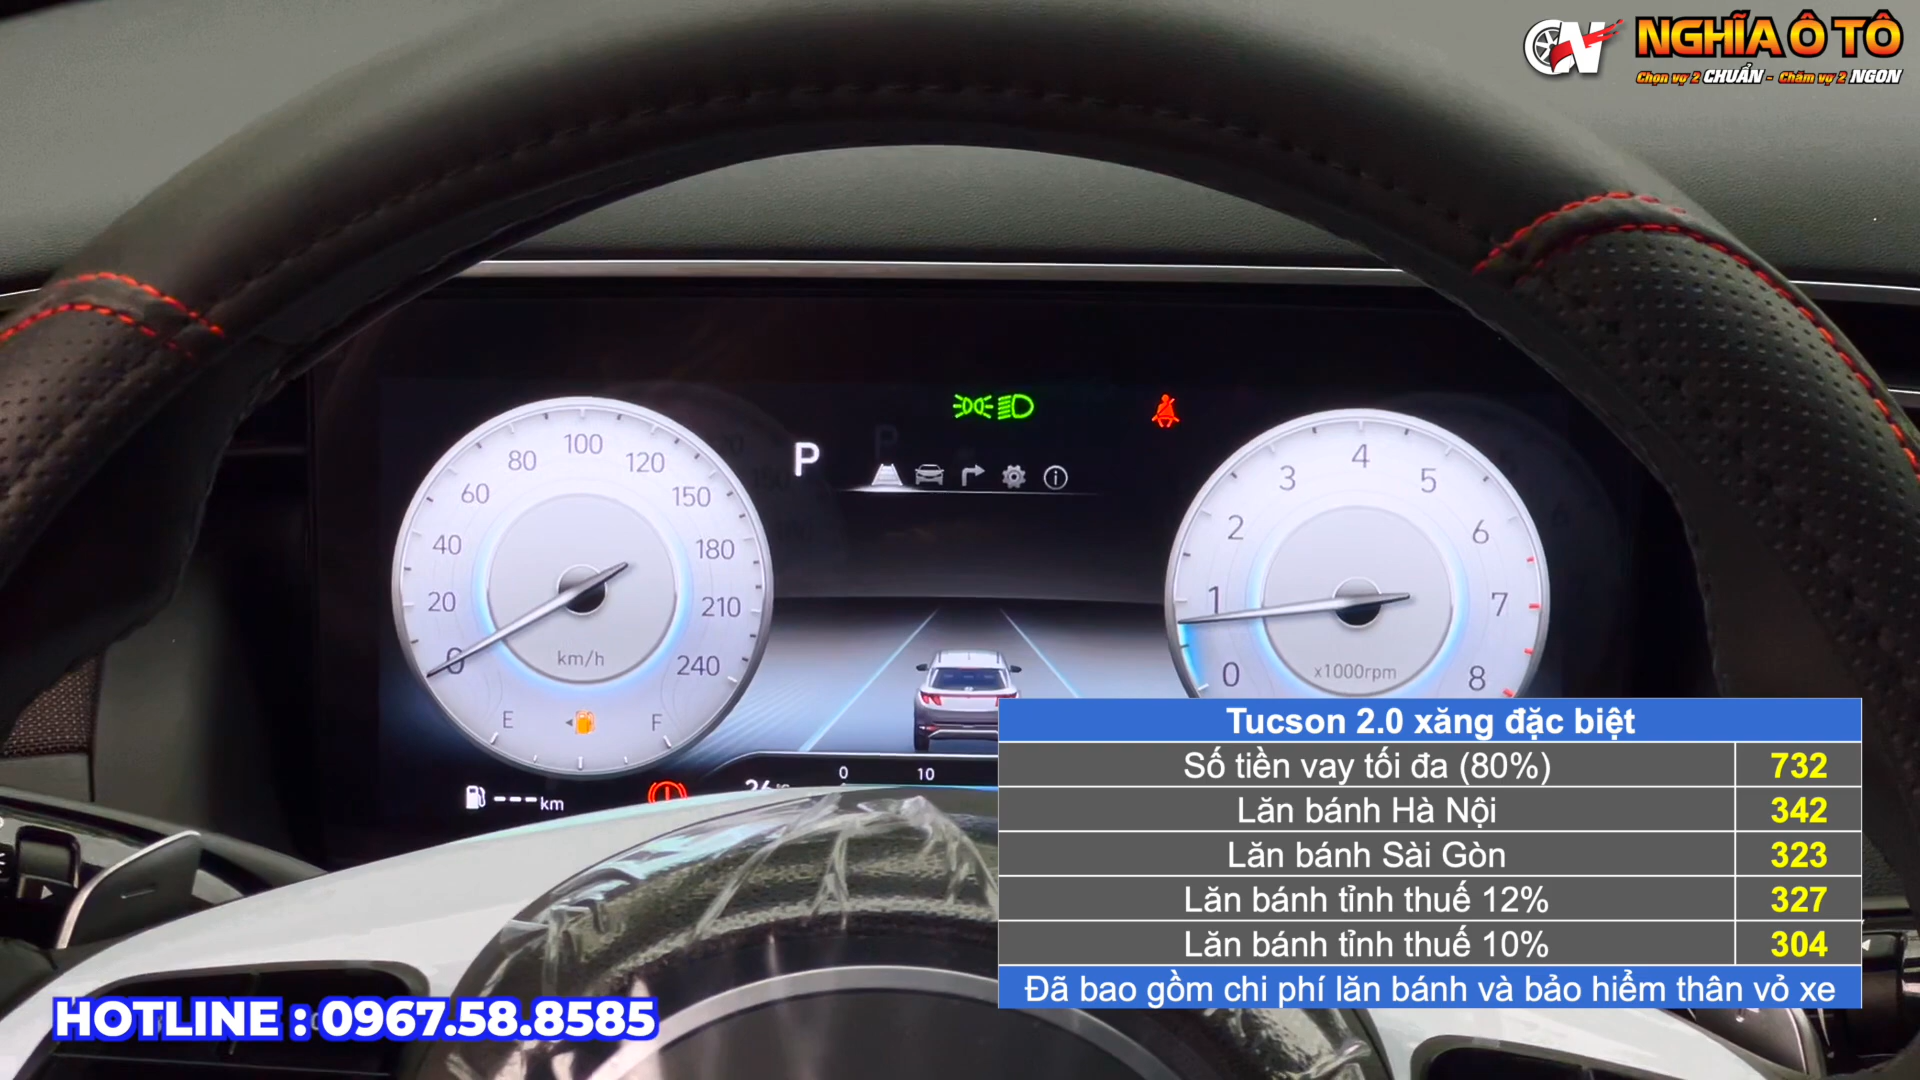 NGHĨA Ô TÔ
Chọn vợ 2 CHUẨN - Chăm vợ 2 NGON
100
80
120
60
150
40
180
20
210
0
240
km/h
E
F
--- km
P
4
3
5
2
6
1
7
0
8
x1000rpm
0
10
Tucson 2.0 xăng đặc biệt
Số tiền vay tối đa (80%) 732
Lăn bánh Hà Nội 342
Lăn bánh Sài Gòn 323
Lăn bánh tỉnh thuế 12% 327
Lăn bánh tỉnh thuế 10% 304
Đã bao gồm chi phí lăn bánh và bảo hiểm thân vỏ xe
HOTLINE : 0967.58.8585